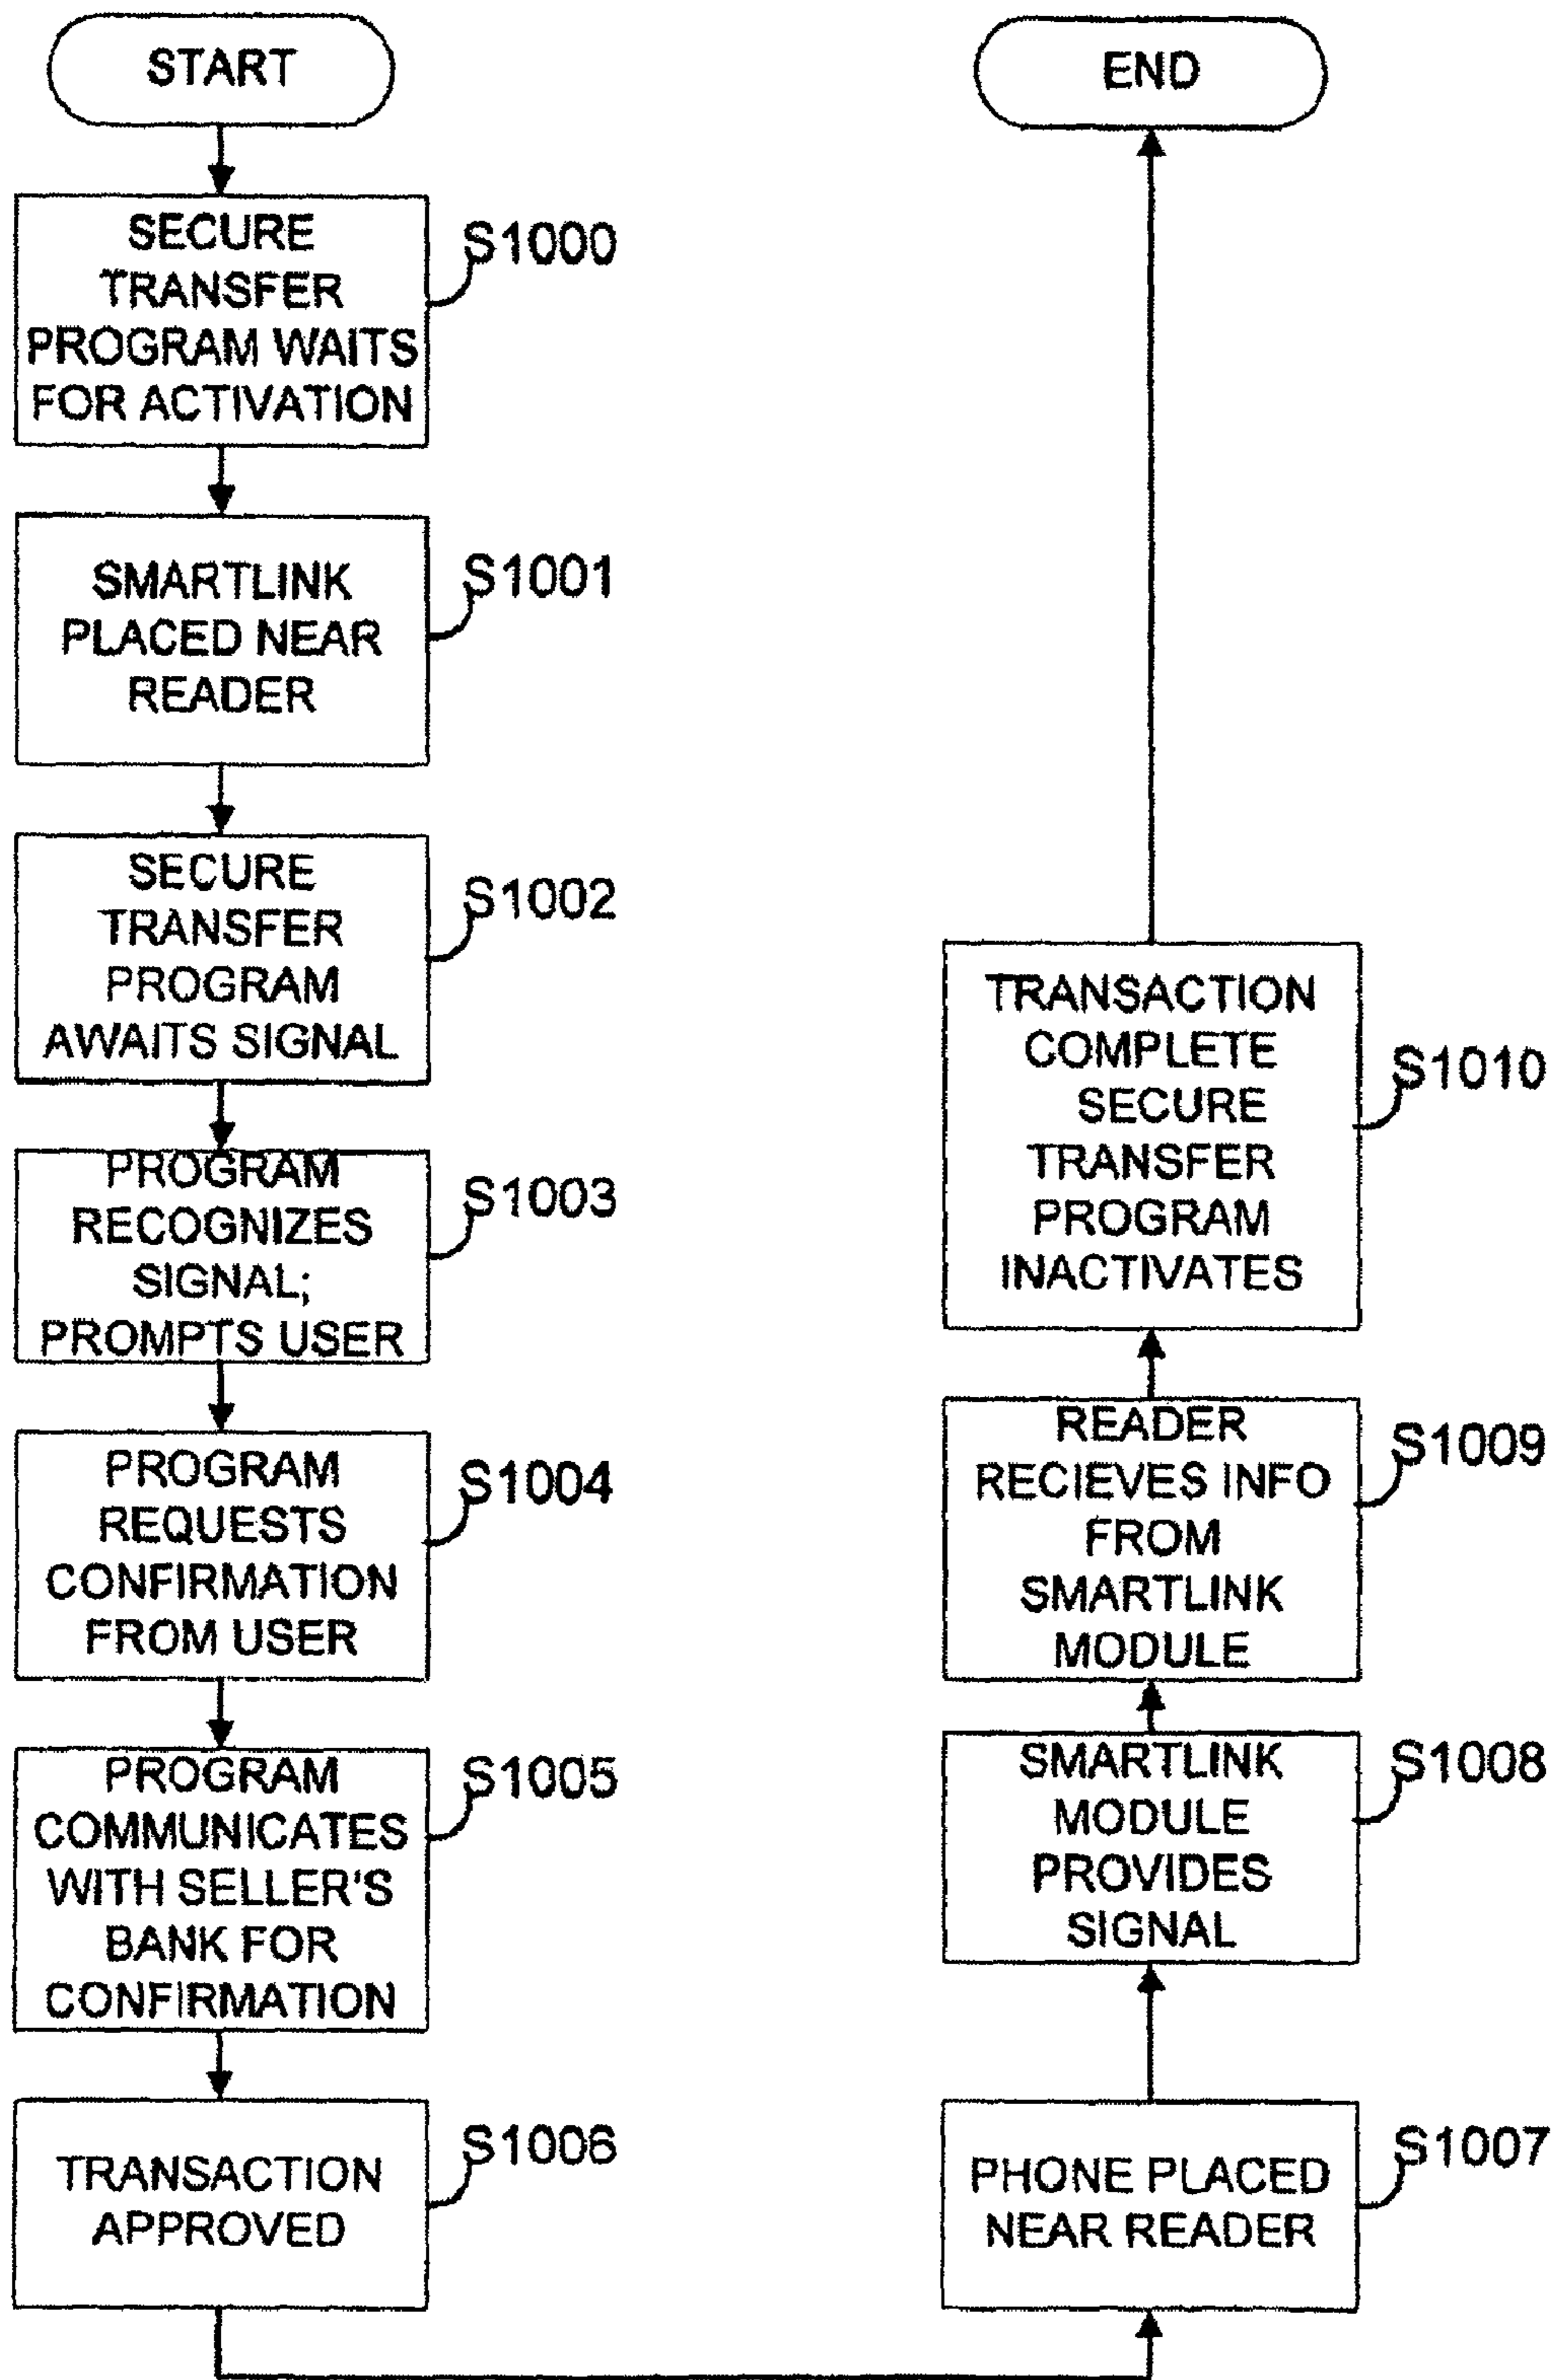 START
SECURE
TRANSFER
PROGRAM WAITS
FOR ACTIVATION
S1000
SMARTLINK
PLACED NEAR
READER
S1001
SECURE
TRANSFER
PROGRAM
AWAITS SIGNAL
S1002
PROGRAM
RECOGNIZES
SIGNAL;
PROMPTS USER
S1003
PROGRAM
REQUESTS
CONFIRMATION
FROM USER
S1004
PROGRAM
COMMUNICATES
WITH SELLER'S
BANK FOR
CONFIRMATION
S1005
TRANSACTION
APPROVED
S1006
PHONE PLACED
NEAR READER
S1007
SMARTLINK
MODULE
PROVIDES
SIGNAL
S1008
READER
RECIEVES INFO
FROM
SMARTLINK
MODULE
S1009
TRANSACTION
COMPLETE
SECURE
TRANSFER
PROGRAM
INACTIVATES
S1010
END